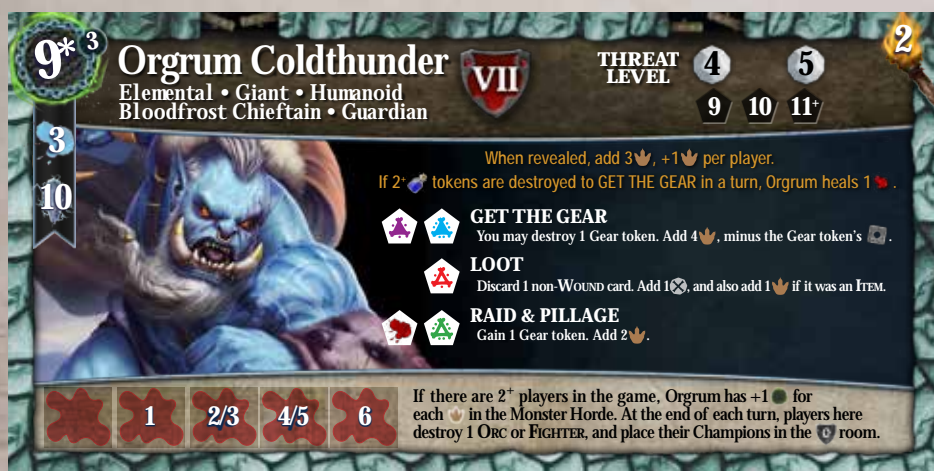 9* 3
Orgrum Coldthunder
VII
THREAT
LEVEL
4 5
9 10 11+
2
Elemental • Giant • Humanoid
Bloodfrost Chieftain • Guardian
3
10
When revealed, add 3, +1 per player.
If 2+ tokens are destroyed to GET THE GEAR in a turn, Orgrum heals 1.
GET THE GEAR
You may destroy 1 Gear token. Add 4, minus the Gear token's .
LOOT
Discard 1 non-WOUND card. Add 1, and also add 1 if it was an ITEM.
RAID & PILLAGE
Gain 1 Gear token. Add 2.
1 2/3 4/5 6
If there are 2+ players in the game, Orgrum has +1 for
each in the Monster Horde. At the end of each turn, players here
destroy 1 ORC or FIGHTER, and place their Champions in the room.